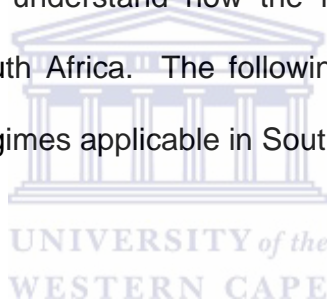 understand how the
uth Africa. The followin
gimes applicable in Sout
UNIVERSITY of the
WESTERN CAPE